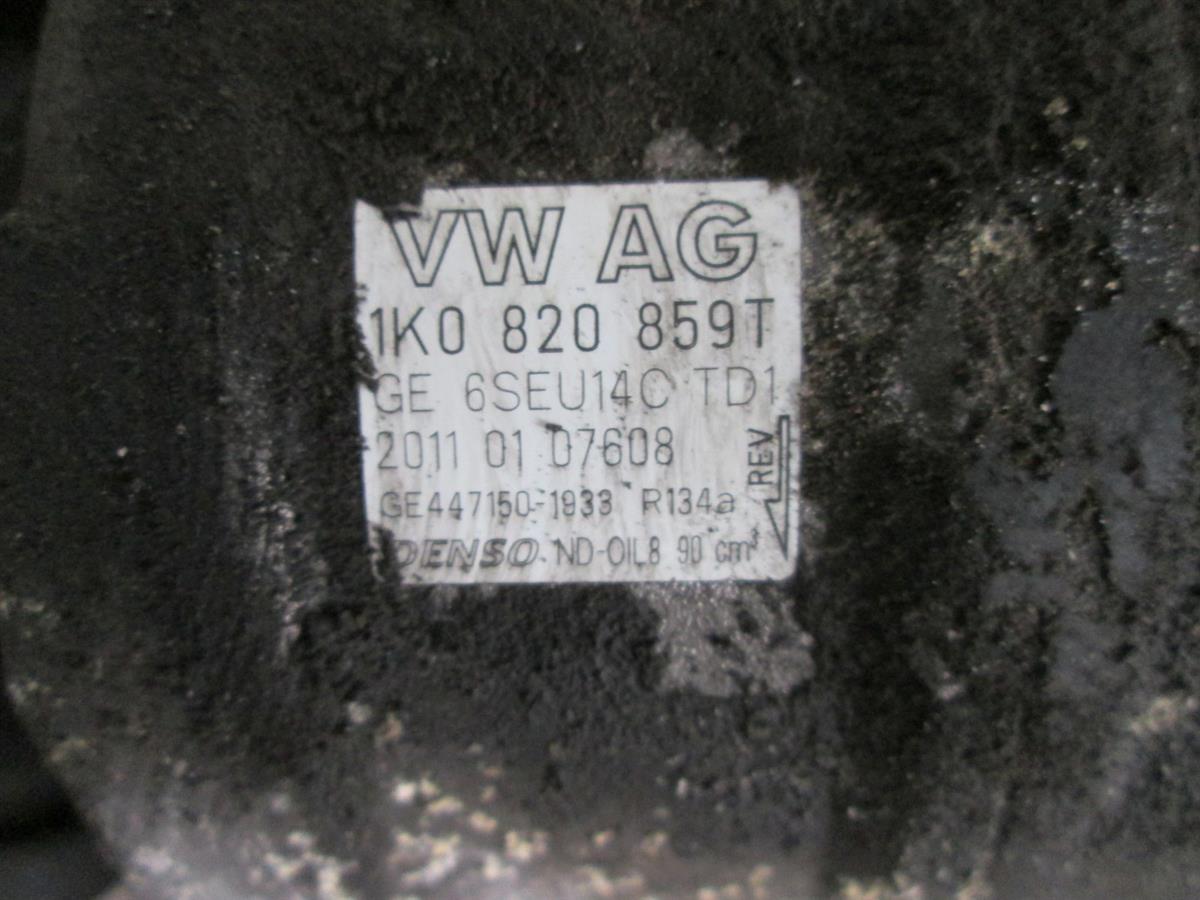 VW AG
1K0 820 859T
GE 6SEU14C TD1
2011 01 07608
REV
GE447150-1933 R134a
DENSO ND-OIL8 90 cm³